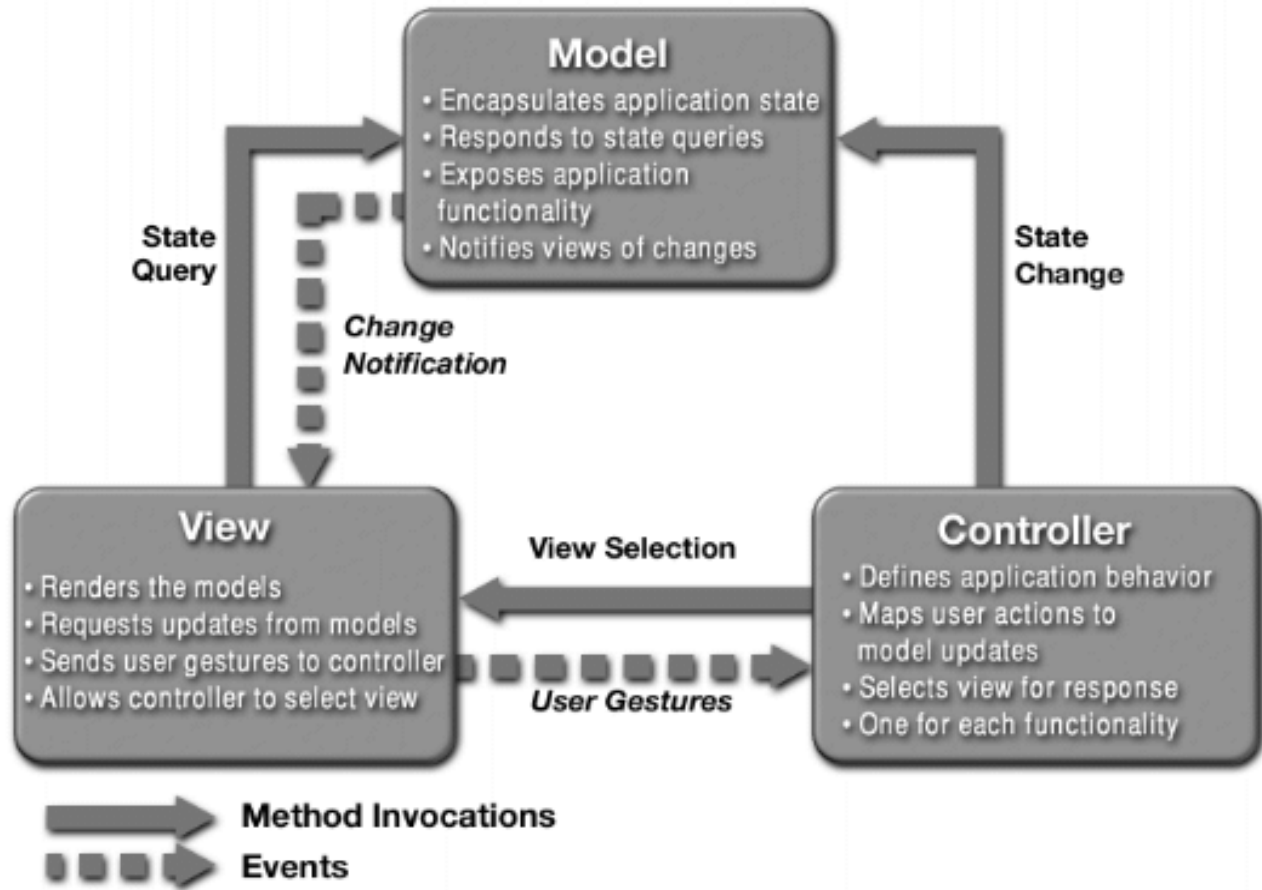 Model
• Encapsulates application state
• Responds to state queries
• Exposes application
functionality
• Notifies views of changes
State
Query
Change
Notification
State
Change
View
• Renders the models
• Requests updates from models
• Sends user gestures to controller
• Allows controller to select view
View Selection
User Gestures
Controller
• Defines application behavior
• Maps user actions to
model updates
• Selects view for response
• One for each functionality
Method Invocations
Events